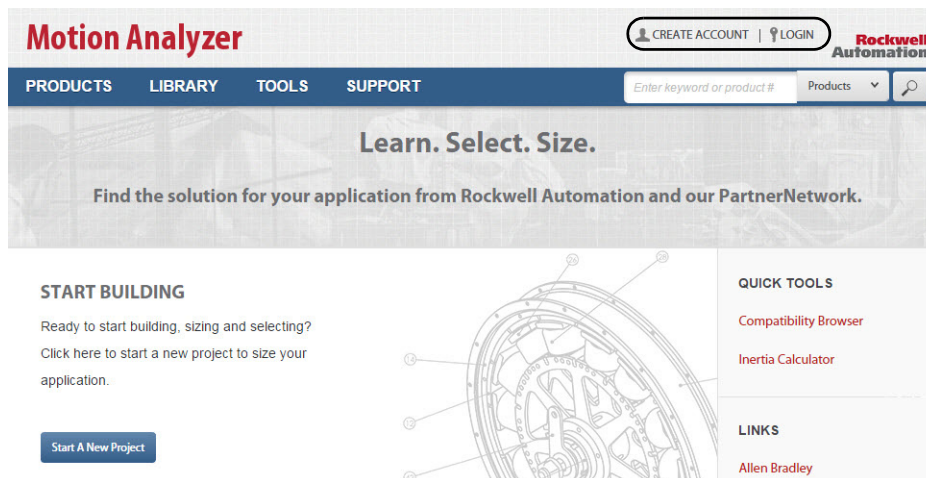 Motion Analyzer
CREATE ACCOUNT | LOGIN
Rockwell
Automation
PRODUCTS LIBRARY TOOLS SUPPORT
Enter keyword or product # Products
Learn. Select. Size.
Find the solution for your application from Rockwell Automation and our PartnerNetwork.
START BUILDING
Ready to start building, sizing and selecting?
Click here to start a new project to size your
application.
Start A New Project
QUICK TOOLS
Compatibility Browser
Inertia Calculator
LINKS
Allen Bradley